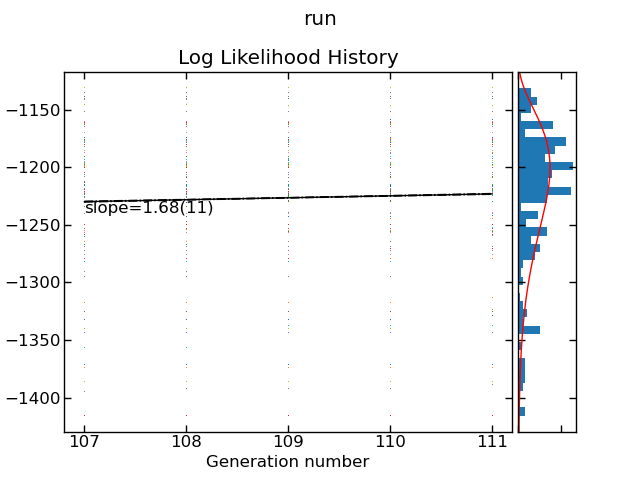 run
Log Likelihood History
−1150
−1200
−1250
−1300
−1350
−1400
slope=1.68(11)
107 108 109 110 111
Generation number